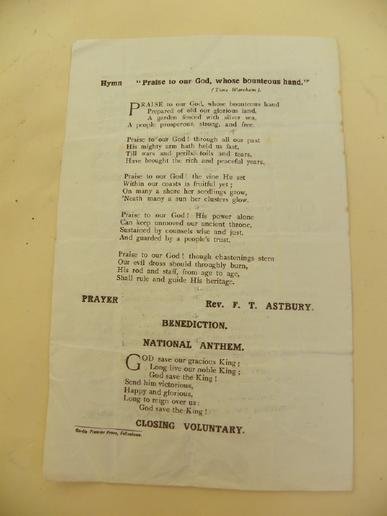 Hymn "Praise to our God, whose bounteous hand."
(Tune Wareham).
PRAISE to our God, whose bounteous hand
Prepared of old our glorious land,
A garden fenced with silver sea,
A people prosperous, strong, and free.
Praise to our God! through all our past
His mighty arm hath held us fast,
Till wars and perils, toils and tears,
Have brought the rich and peaceful years.
Praise to our God! the vine He set
Within our coasts is fruitful yet;
On many a shore her seedlings grow,
'Neath many a sun her clusters glow.
Praise to our God! His power alone
Can keep unmoved our ancient throne,
Sustained by counsels wise and just,
And guarded by a people's trust.
Praise to our God! though chastenings stern
Our evil dross should throughly burn,
His rod and staff, from age to age,
Shall rule and guide His heritage.
PRAYER Rev. F. T. ASTBURY.
BENEDICTION.
NATIONAL ANTHEM.
GOD save our gracious King;
Long live our noble King;
God save the King!
Send him victorious,
Happy and glorious,
Long to reign over us:
God save the King!
CLOSING VOLUNTARY.
Printing Press,